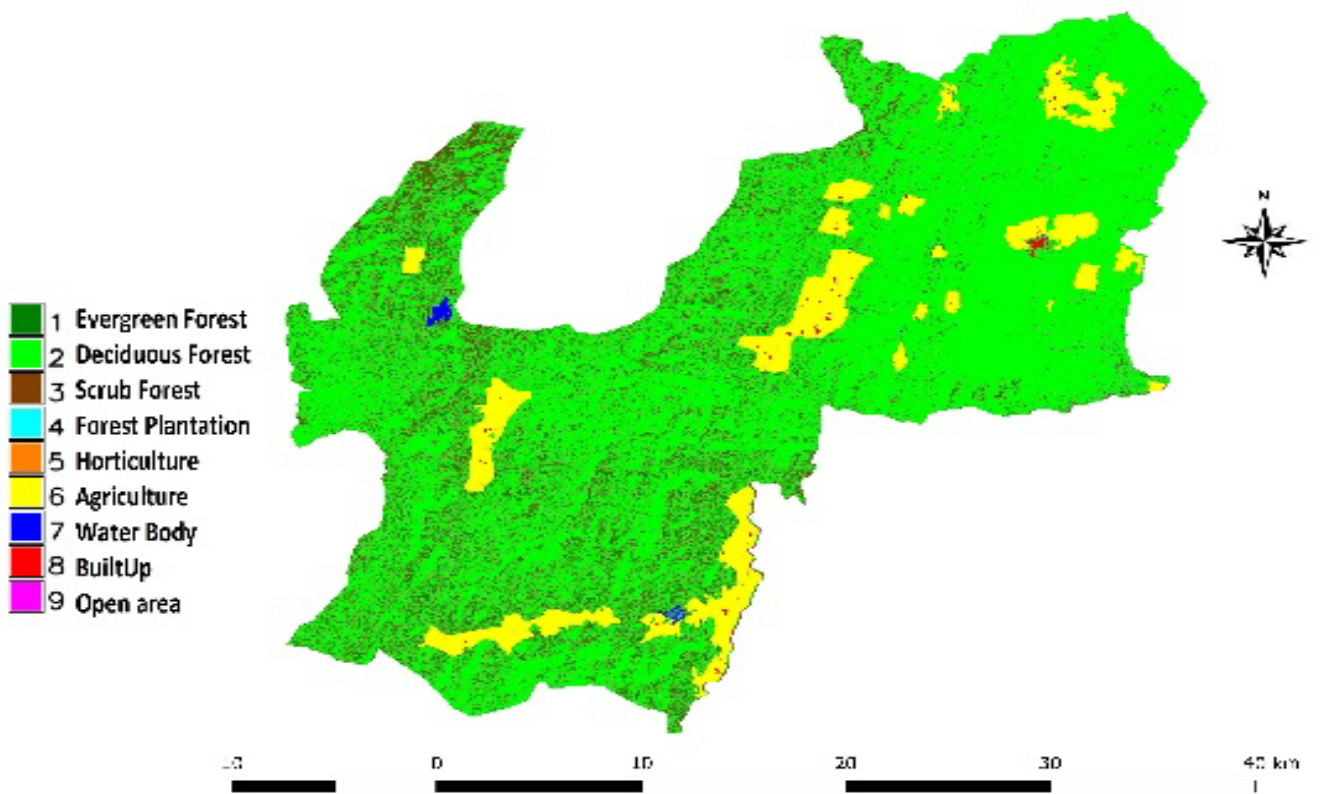 N
1 Evergreen Forest
2 Deciduous Forest
3 Scrub Forest
4 Forest Plantation
5 Horticulture
6 Agriculture
7 Water Body
8 BuiltUp
9 Open area
10 0 10 20 30 40 km